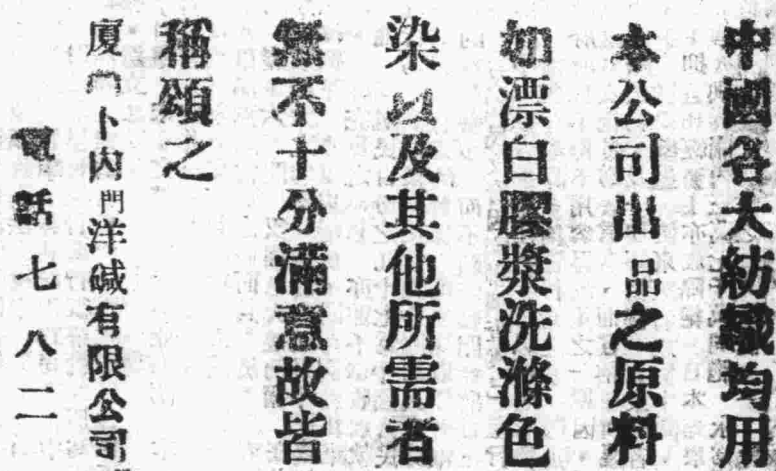 中國各大紡織均用
本公司出品之原料
如漂白膠漿洗滌色
染以及其他所需者
無不十分滿意故皆
稱頌之
廈門卜內門洋碱有限公司
電話七八二